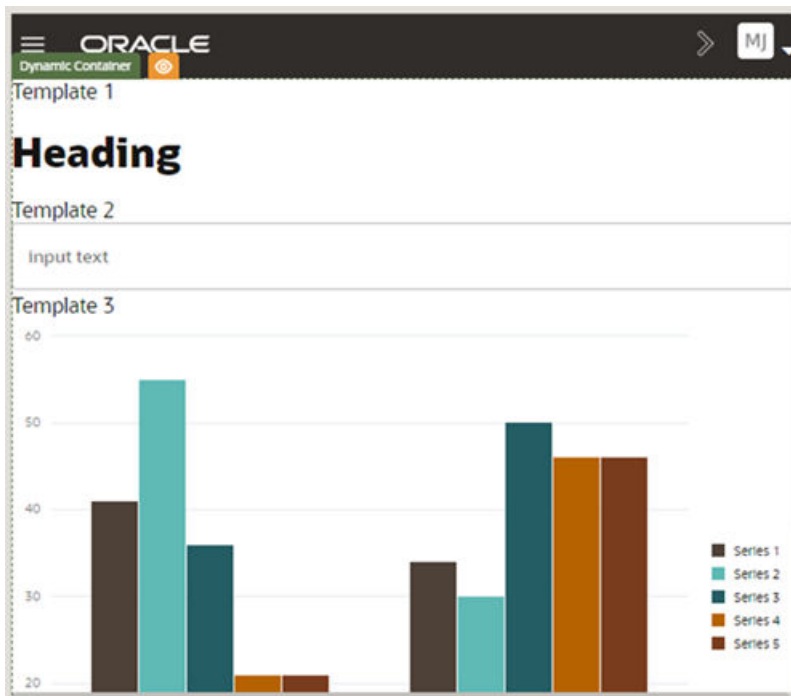 ORACLE
MJ
Dynamic Container
Template 1
Heading
Template 2
input text
Template 3
60
50
40
30
20
Series 1
Series 2
Series 3
Series 4
Series 5